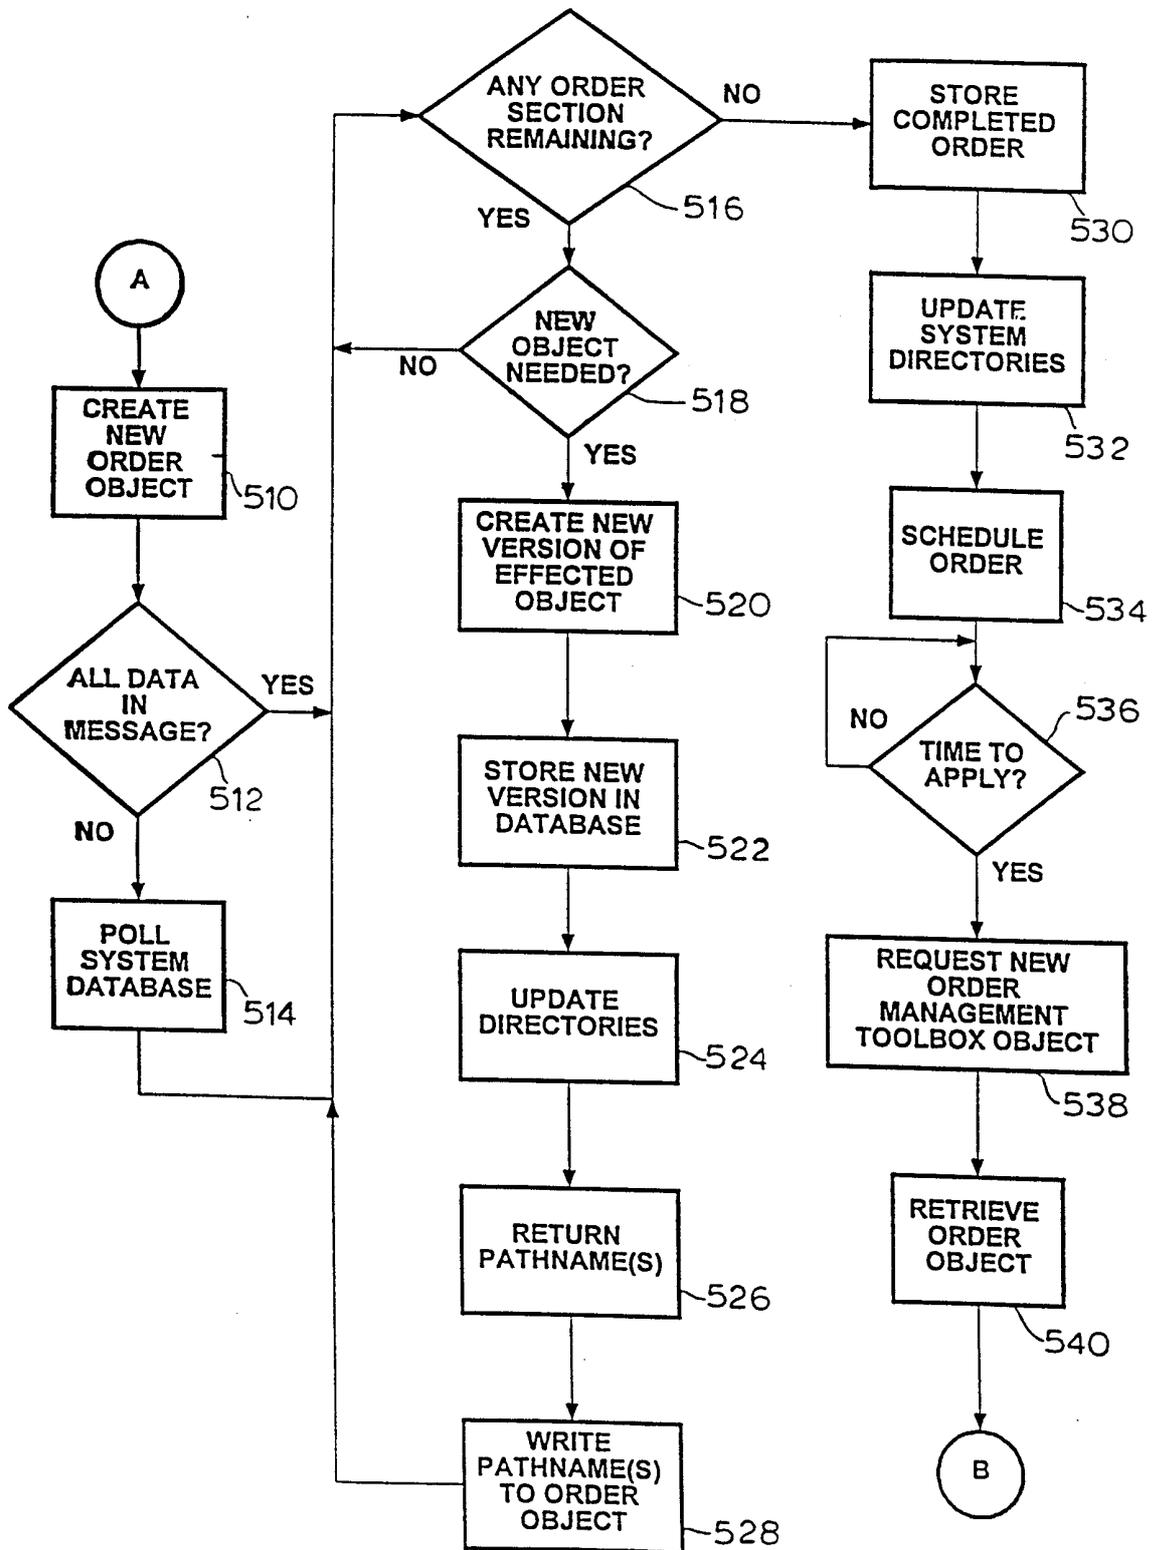 A
CREATE
NEW
ORDER
OBJECT
510
ALL DATA
IN
MESSAGE?
YES
512
NO
POLL
SYSTEM
DATABASE
514
ANY ORDER
SECTION
REMAINING?
NO
516
YES
NEW
OBJECT
NEEDED?
NO
518
YES
CREATE NEW
VERSION OF
EFFECTED
OBJECT
520
STORE NEW
VERSION IN
DATABASE
522
UPDATE
DIRECTORIES
524
RETURN
PATHNAME(S)
526
WRITE
PATHNAME(S)
TO ORDER
OBJECT
528
STORE
COMPLETED
ORDER
530
UPDATE
SYSTEM
DIRECTORIES
532
SCHEDULE
ORDER
534
NO
536
TIME TO
APPLY?
YES
REQUEST NEW
ORDER
MANAGEMENT
TOOLBOX OBJECT
538
RETRIEVE
ORDER
OBJECT
540
B